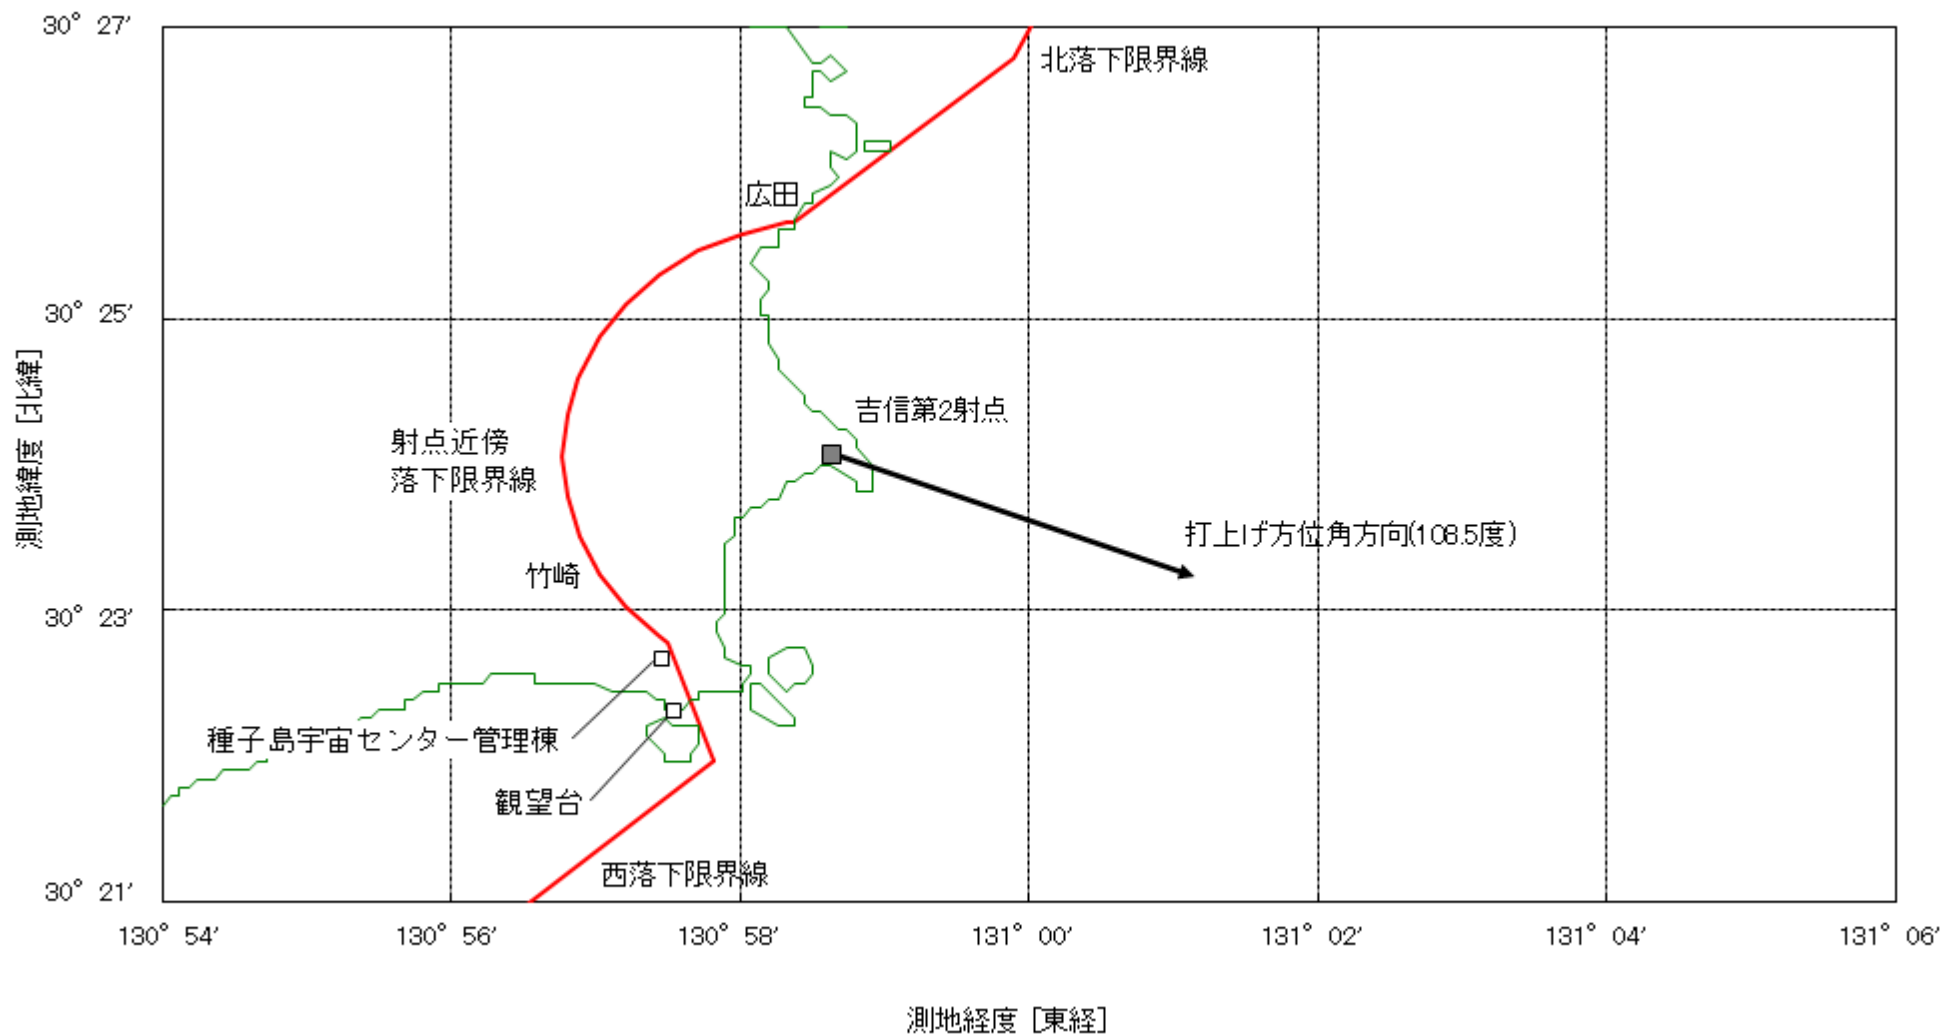 30° 27′
北落下限界線
広田
30° 25′
吉信第2射点
射点近傍
落下限界線
打上げ方位角方向(108.5度)
竹崎
30° 23′
種子島宇宙センター管理棟
観望台
西落下限界線
30° 21′
測地緯度 [北緯]
130° 54′
130° 56′
130° 58′
131° 00′
131° 02′
131° 04′
131° 06′
測地経度 [東経]